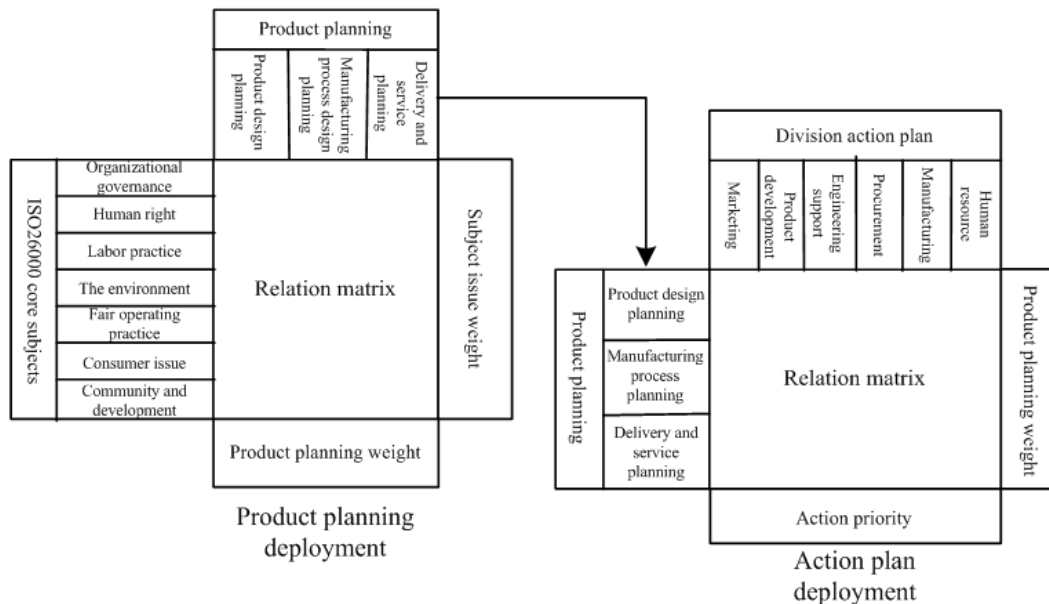 Product planning
Product design
planning
Manufacturing
process design
planning
Delivery and
service
planning
ISO26000 core subjects
Organizational
governance
Human right
Labor practice
The environment
Fair operating
practice
Consumer issue
Community and
development
Relation matrix
Subject issue weight
Product planning weight
Product planning
deployment
Division action plan
Marketing
Product
development
Engineering
support
Procurement
Manufacturing
Human
resource
Product planning
Product design
planning
Manufacturing
process planning
Delivery and
service planning
Relation matrix
Product planning weight
Action priority
Action plan
deployment